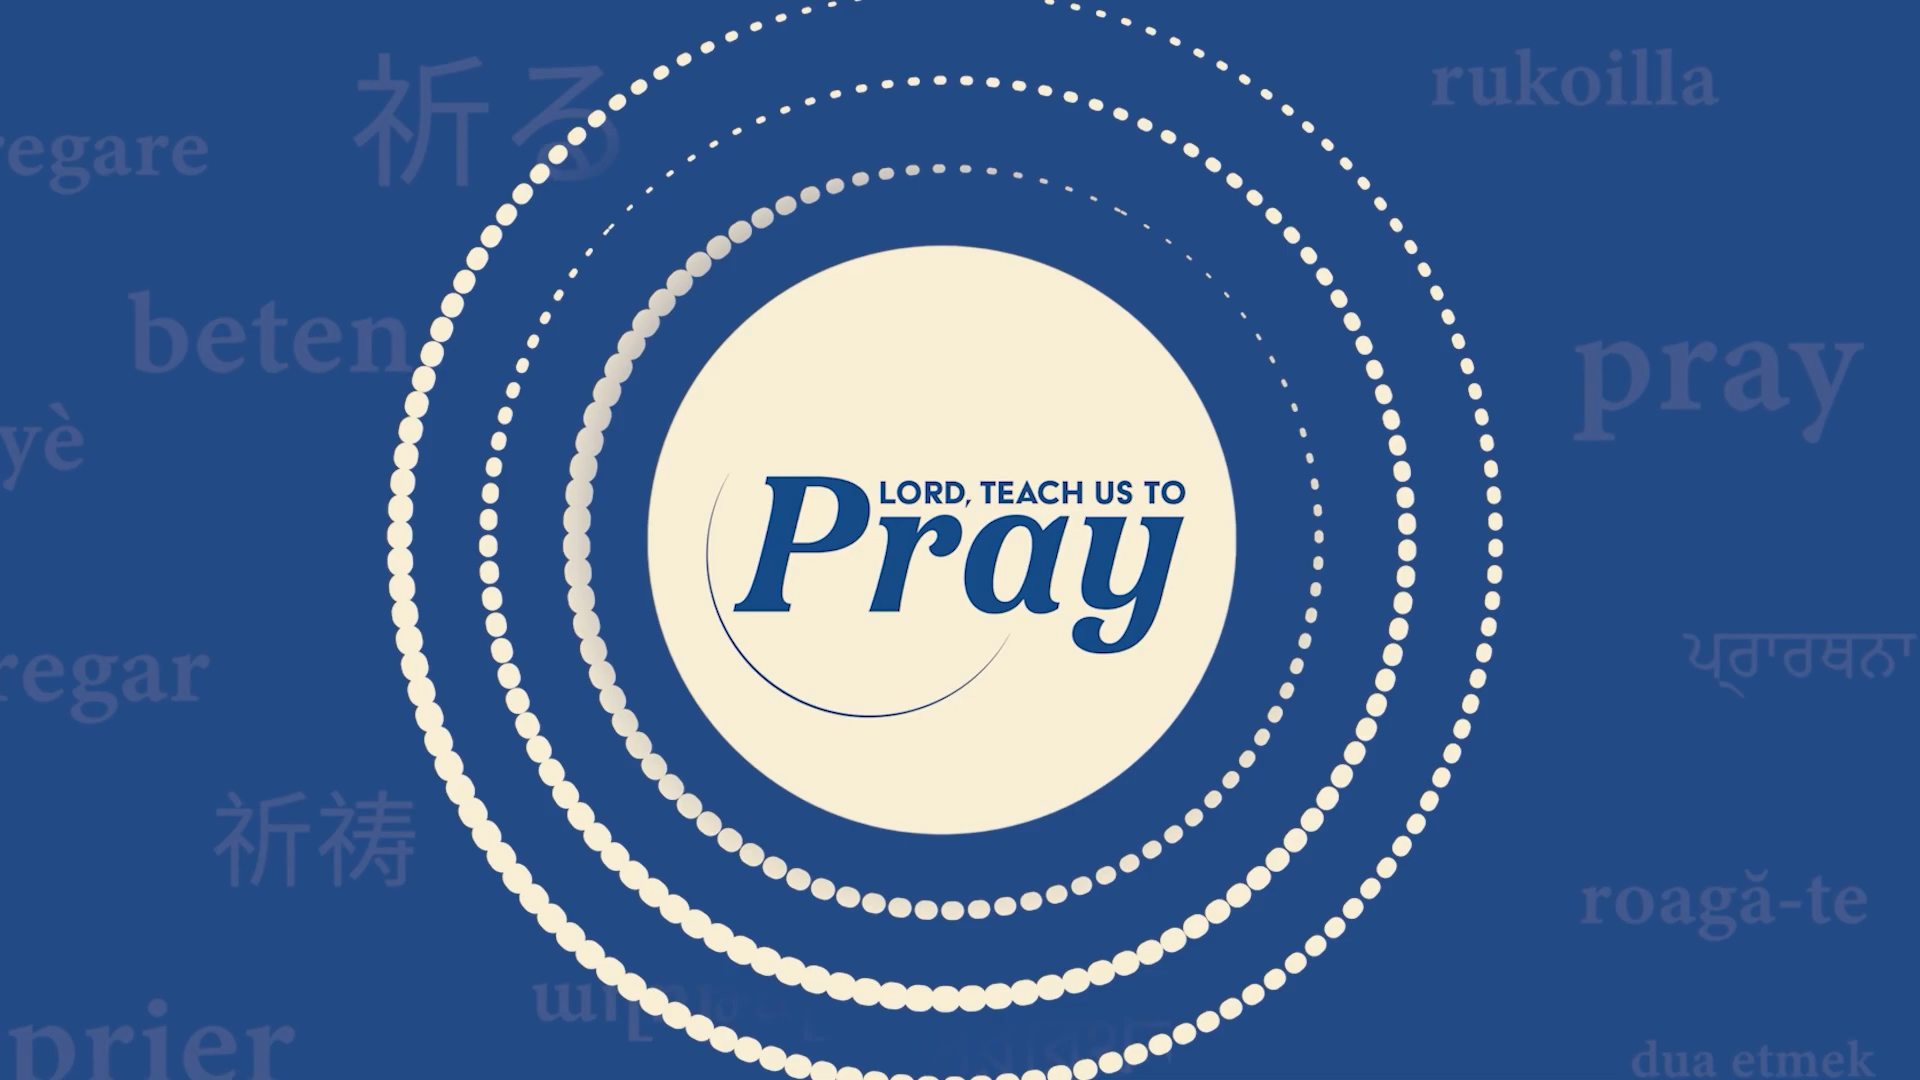 LORD, TEACH US TO
Pray
rukoilla
祈る
egare
beten
pray
yè
ਪ੍ਰਾਰਥਨਾ
regar
祈祷
roagă-te
prier
dua etmek